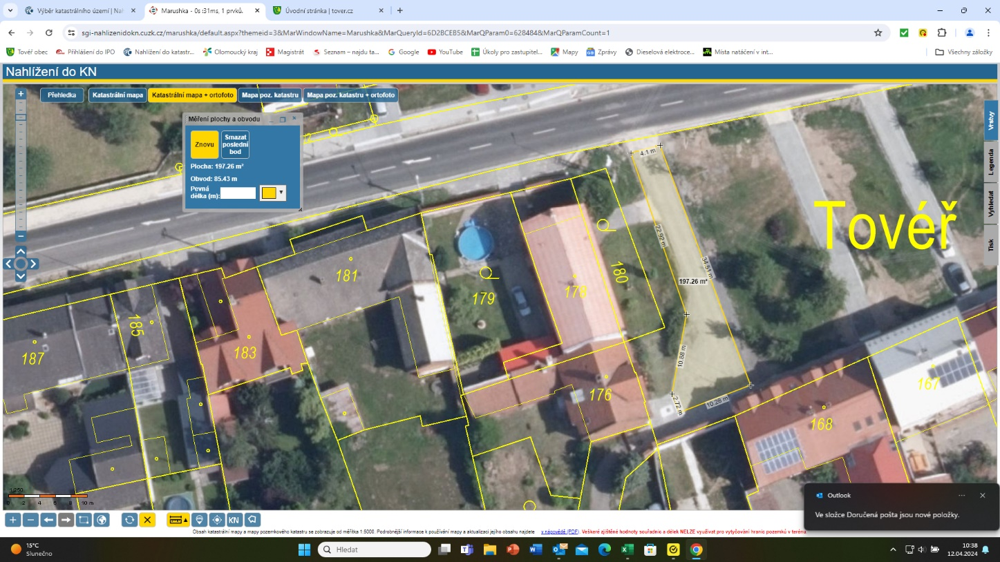 Výběr katastrálního území | Nah
Marushka - 0s :31ms, 1 prvků.
Úvodní stránka | tover.cz
sgi-nahlizenidokn.cuzk.cz/marushka/default.aspx?themeid=3&MarWindowName=Marushka&MarQueryId=6D2BCEB5&MarQParam0=628484&MarQParamCount=1
Tovéř obec
Přihlášení do IPO
Nahlížení do katastr...
Olomoucký kraj
Magistrát
Seznam – najdu ta...
Google
YouTube
Úkoly pro zastupitel...
Mapy
Zprávy
Dieselová elektroce...
Místa natáčení v int...
Všechny záložky
Nahlížení do KN
Přehledka
Katastrální mapa
Katastrální mapa + ortofoto
Mapa poz. katastru
Mapa poz. katastru + ortofoto
Měření plochy a obvodu
Znovu
Smazat
poslední
bod
Plocha: 197.26 m²
Obvod: 85.43 m
Pevná
délka (m):
Vrstvy
Legenda
Vyhledat
Tisk
Tovéř
4.1 m
22.92 m
34.51 m
197.26 m²
10.88 m
2.72 m
10.28 m
181
180
179
178
185
187
183
176
167
168
1:250
0 2 4 6 8 10 m
KN
Obsah katastrální mapy a mapy pozemkového katastru se zobrazuje od měřítka 1:5000. Podrobnější informace k používání mapy a aktualizaci jejího obsahu najdete v nápovědě (PDF). Veškeré zjištěné hodnoty souřadnic a délek NELZE využívat pro vytyčování hranic pozemků v terénu.
Outlook
Ve složce Doručená pošta jsou nové položky.
15°C
Slunečno
Hledat
10:38
12.04.2024